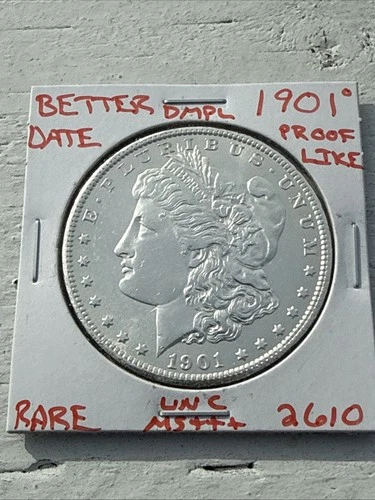 BETTER DMPL 1901°
DATE PROOF
LIKE
E·PLURIBUS·UNUM
LIBERTY
1901
RARE UNC 2610
MS+++